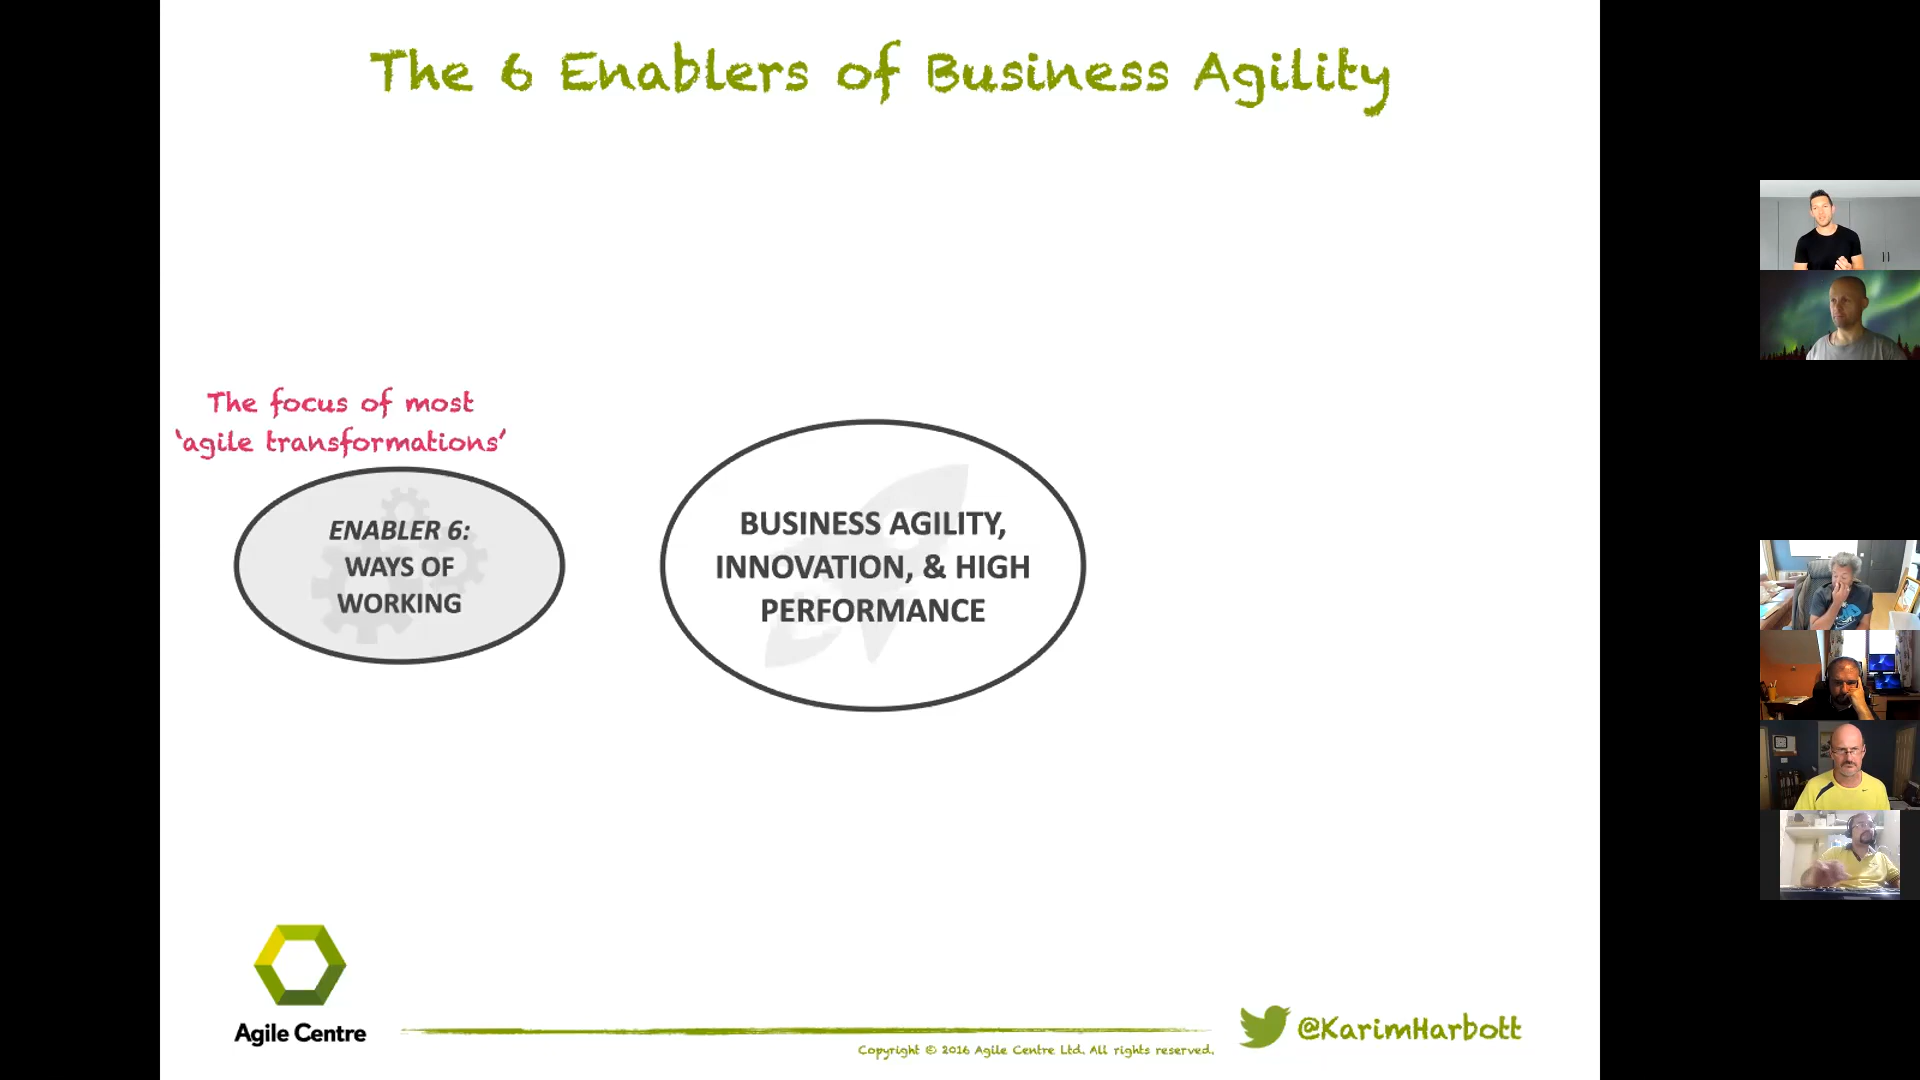 The 6 Enablers of Business Agility
The focus of most
‘agile transformations’
ENABLER 6:
WAYS OF
WORKING
BUSINESS AGILITY,
INNOVATION, & HIGH
PERFORMANCE
Agile Centre
Copyright © 2016 Agile Centre Ltd. All rights reserved.
@KarimHarbott